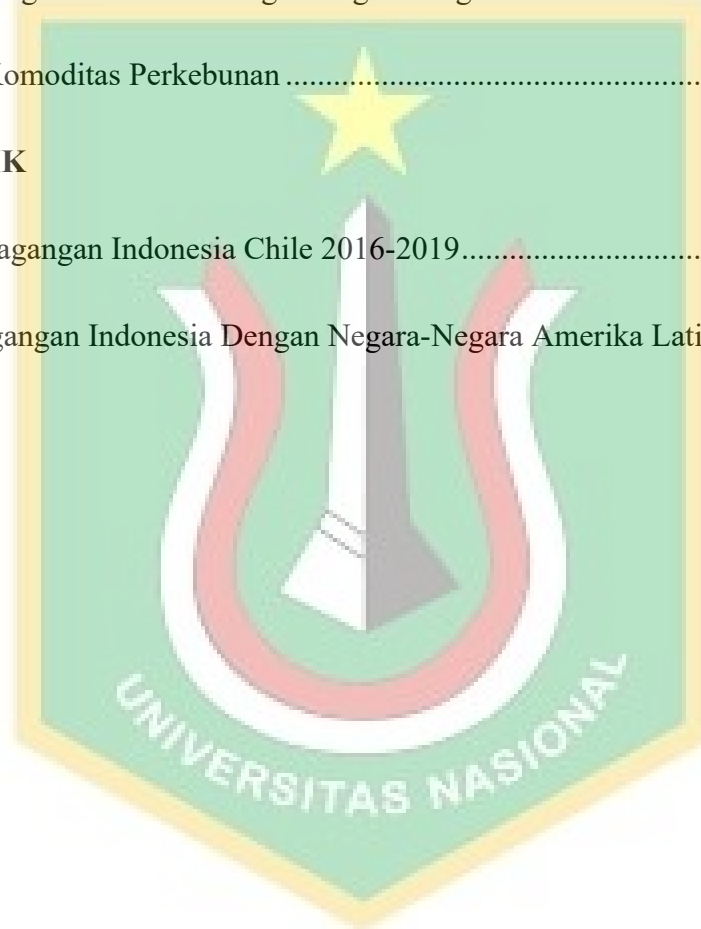 Komoditas Perkebunan ........................................................
K
agangan Indonesia Chile 2016-2019................................
gangan Indonesia Dengan Negara-Negara Amerika Lati
UNIVERSITAS NASIONAL